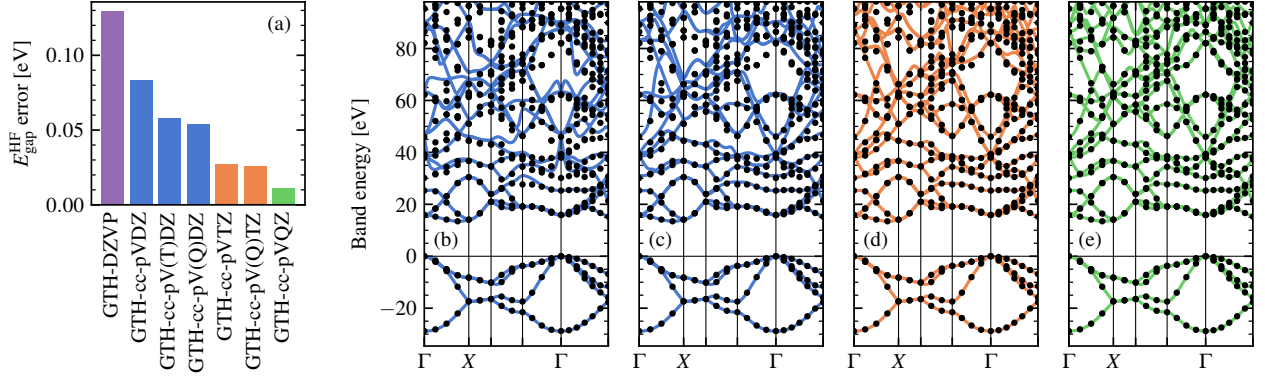 (a)
E_gap^HF error [eV]
0.10
0.05
0.00
GTH-DZVP
GTH-cc-pVDZ
GTH-cc-pV(T)DZ
GTH-cc-pV(Q)DZ
GTH-cc-pVTZ
GTH-cc-pV(Q)TZ
GTH-cc-pVQZ
Band energy [eV]
80
60
40
20
0
−20
(b)
(c)
(d)
(e)
Γ X Γ
Γ X Γ
Γ X Γ
Γ X Γ